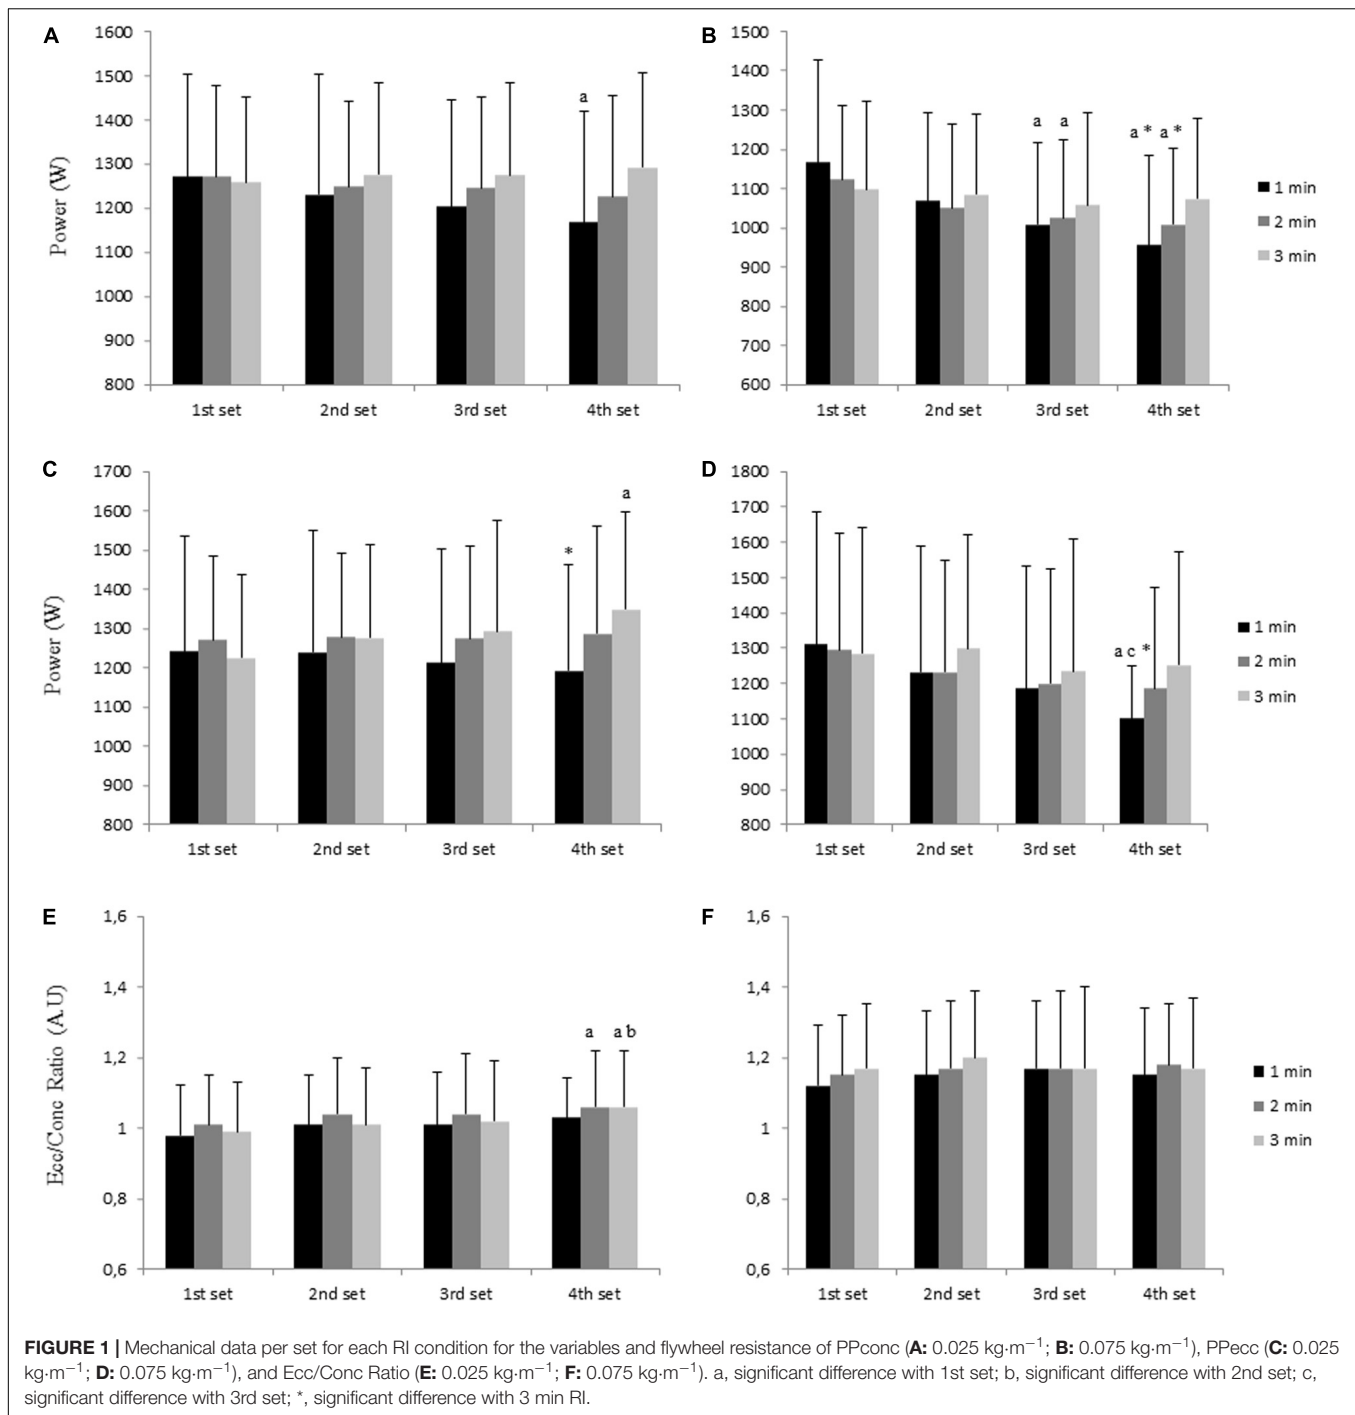 A
1600
1500
1400
1300
1200
1100
1000
900
800
Power (W)
a
1st set 2nd set 3rd set 4th set
B
1500
1400
1300
1200
1100
1000
900
800
700
600
a a a * a *
1st set 2nd set 3rd set 4th set
1 min
2 min
3 min
C
1700
1600
1500
1400
1300
1200
1100
1000
900
800
Power (W)
* a
1st set 2nd set 3rd set 4th set
D
1800
1700
1600
1500
1400
1300
1200
1100
1000
900
800
a c *
1st set 2nd set 3rd set 4th set
1 min
2 min
3 min
E
1,6
1,4
1,2
1
0,8
0,6
Ecc/Conc Ratio (A.U)
a a b
1st set 2nd set 3rd set 4th set
F
1,6
1,4
1,2
1
0,8
0,6
1st set 2nd set 3rd set 4th set
1 min
2 min
3 min
FIGURE 1 | Mechanical data per set for each RI condition for the variables and flywheel resistance of PPconc (A: 0.025 kg·m⁻¹; B: 0.075 kg·m⁻¹), PPecc (C: 0.025
kg·m⁻¹; D: 0.075 kg·m⁻¹), and Ecc/Conc Ratio (E: 0.025 kg·m⁻¹; F: 0.075 kg·m⁻¹). a, significant difference with 1st set; b, significant difference with 2nd set; c,
significant difference with 3rd set; *, significant difference with 3 min RI.